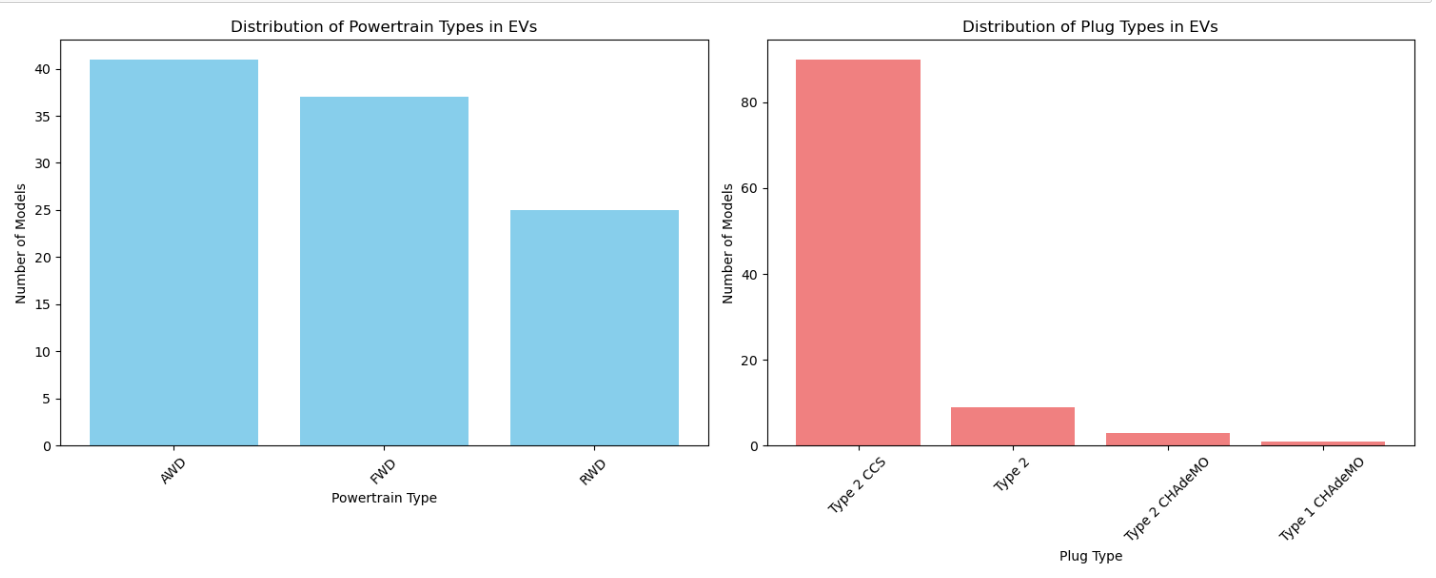 Distribution of Powertrain Types in EVs
Number of Models
40
35
30
25
20
15
10
5
0
AWD
FWD
RWD
Powertrain Type
Distribution of Plug Types in EVs
Number of Models
80
60
40
20
0
Type 2 CCS
Type 2
Type 2 CHAdeMO
Type 1 CHAdeMO
Plug Type